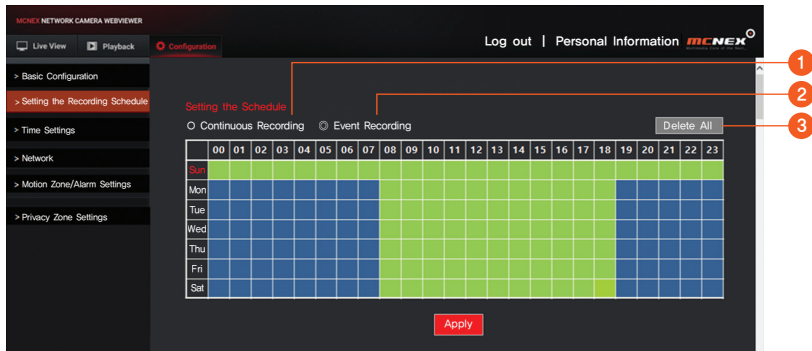 MCNEX NETWORK CAMERA WEBVIEWER
Live View
Playback
Configuration
Log out | Personal Information
mcnex
> Basic Configuration
> Setting the Recording Schedule
> Time Settings
> Network
> Motion Zone/Alarm Settings
> Privacy Zone Settings
Setting the Schedule
Continuous Recording
Event Recording
Delete All
00 01 02 03 04 05 06 07 08 09 10 11 12 13 14 15 16 17 18 19 20 21 22 23
Sun
Mon
Tue
Wed
Thu
Fri
Sat
Apply
1
2
3